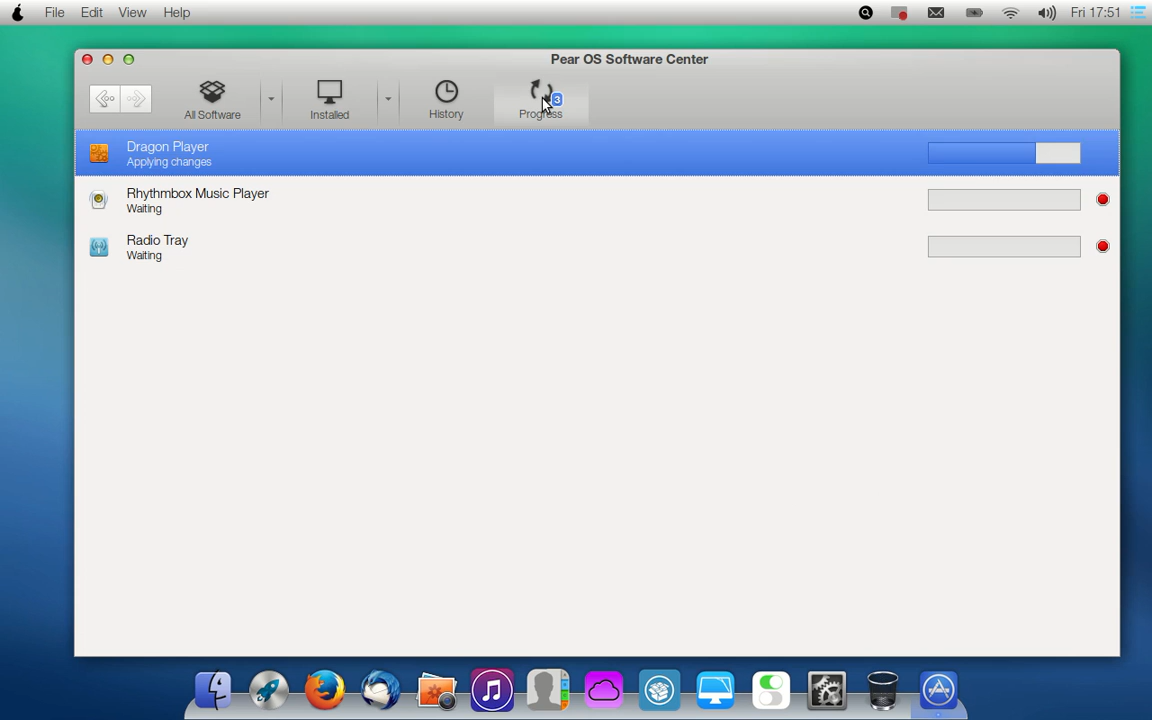 File Edit View Help Fri 17:51
Pear OS Software Center
All Software Installed History Progress 3
Dragon Player
Applying changes
Rhythmbox Music Player
Waiting
Radio Tray
Waiting